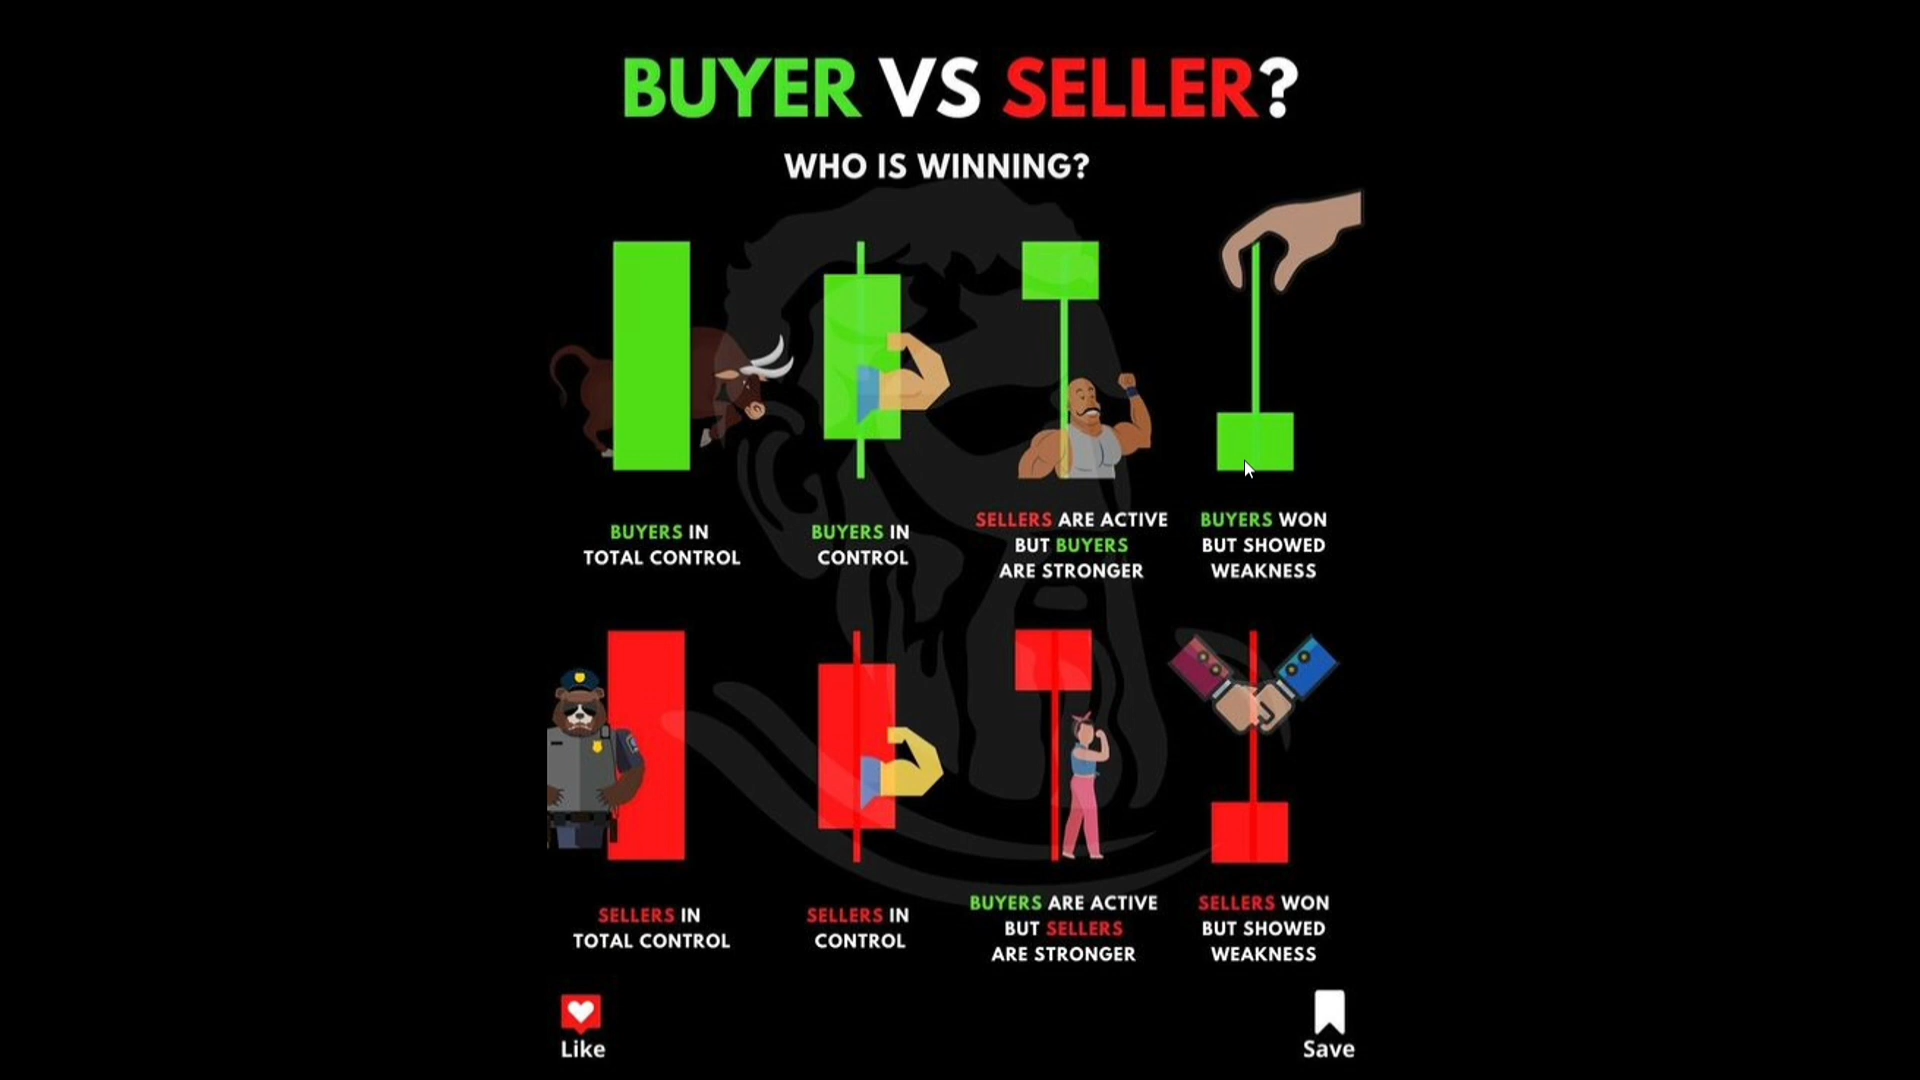 BUYER VS SELLER?
WHO IS WINNING?
BUYERS IN
TOTAL CONTROL
BUYERS IN
CONTROL
SELLERS ARE ACTIVE
BUT BUYERS
ARE STRONGER
BUYERS WON
BUT SHOWED
WEAKNESS
SELLERS IN
TOTAL CONTROL
SELLERS IN
CONTROL
BUYERS ARE ACTIVE
BUT SELLERS
ARE STRONGER
SELLERS WON
BUT SHOWED
WEAKNESS
Like
Save